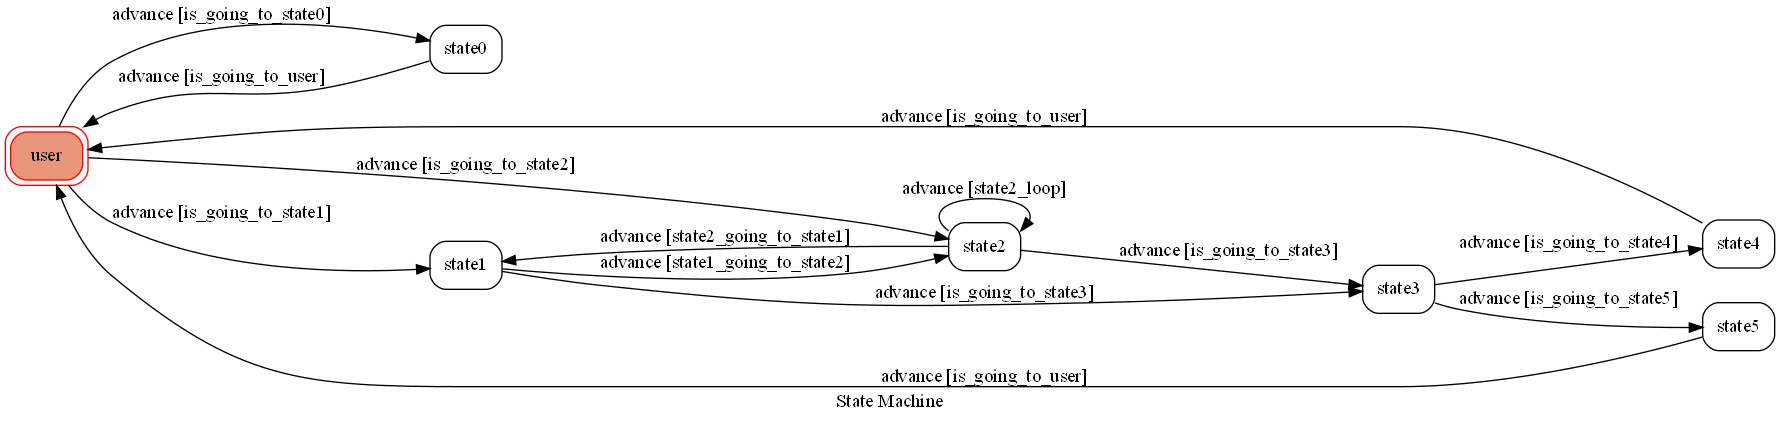 advance [is_going_to_state0]
state0
advance [is_going_to_user]
advance [is_going_to_user]
user
advance [is_going_to_state2]
advance [state2_loop]
advance [is_going_to_state1]
advance [state2_going_to_state1]
state2
advance [is_going_to_state3]
advance [is_going_to_state4]
state4
state1
advance [state1_going_to_state2]
advance [is_going_to_state3]
state3
advance [is_going_to_state5]
state5
advance [is_going_to_user]
State Machine